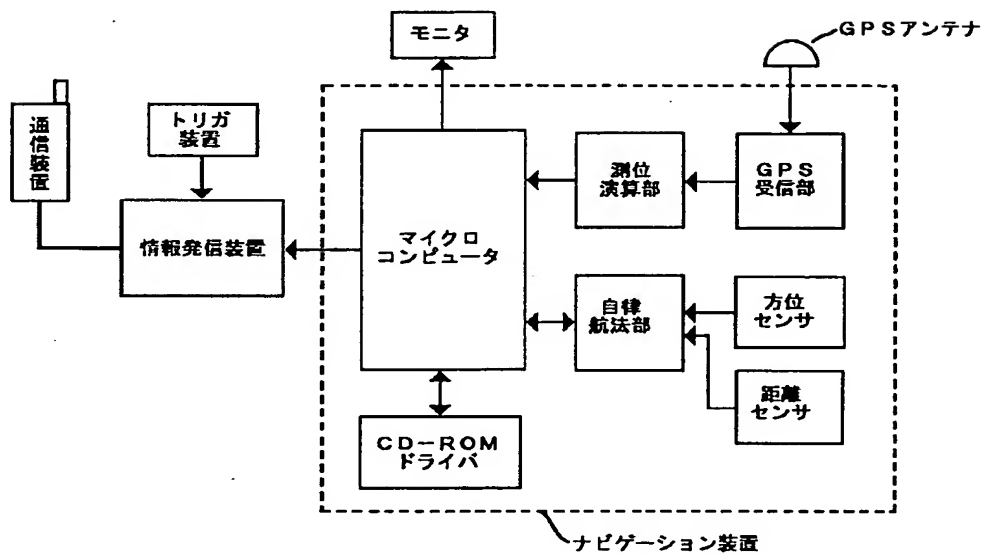 モニタ
GPSアンテナ
通信装置
トリガ
装置
測位
演算部
GPS
受信部
情報発信装置
マイクロ
コンピュータ
自律
航法部
方位
センサ
距離
センサ
CD-ROM
ドライバ
ナビゲーション装置